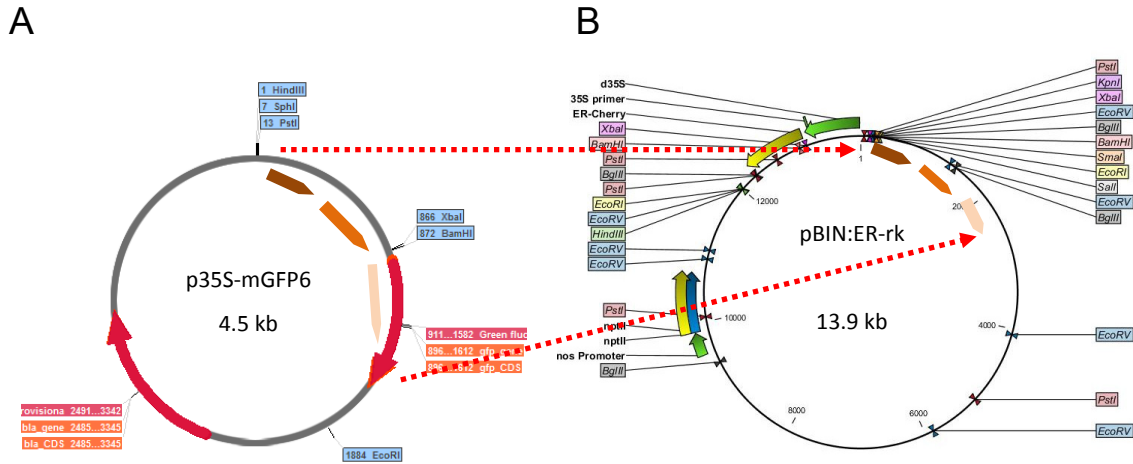 A
B
1 HindIII
7 SphI
13 PstI
866 XbaI
872 BamHI
p35S-mGFP6
4.5 kb
911...1582 Green fluc
896...1612
gfp_CDS
rovisiona 2491...3342
bla_gene 2485...3345
bla_CDS 2485...3345
1884 EcoRI
d35S
35S primer
ER-Cherry
XbaI
BamHI
PstI
BglII
PstI
EcoRI
EcoRV
HindIII
EcoRV
EcoRV
PstI
nptII
nptII
nos Promoter
BglII
1
2000
4000
6000
8000
10000
12000
pBIN:ER-rk
13.9 kb
PstI
KpnI
XbaI
EcoRV
BglII
BamHI
SmaI
EcoRI
SalI
EcoRV
BglII
EcoRV
PstI
EcoRV